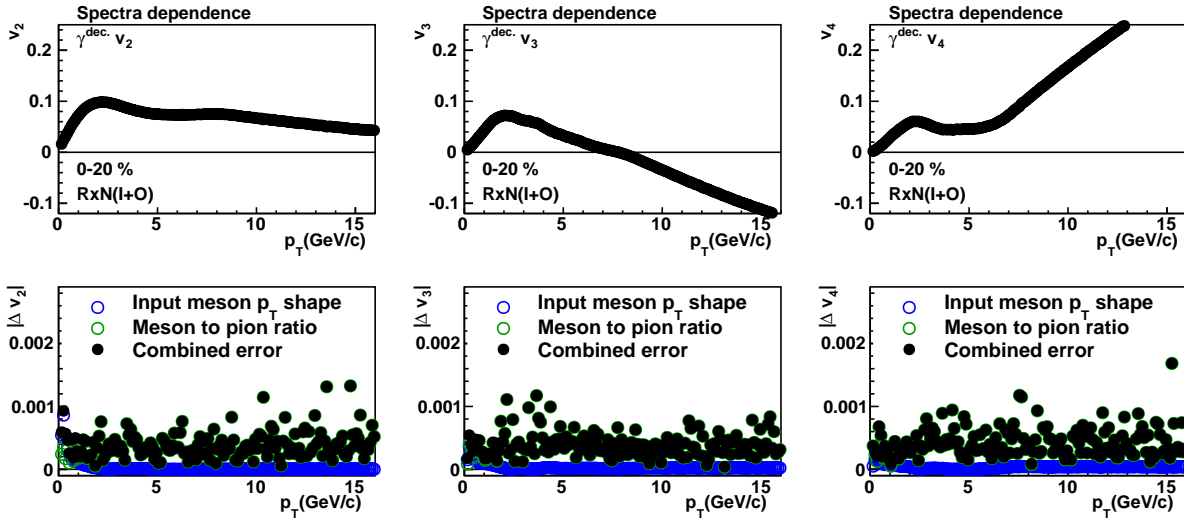 Spectra dependence
v2
γdec. v2
0.2
0.1
0
-0.1
0-20 %
RxN(I+O)
0 5 10 15
pT(GeV/c)
Spectra dependence
v3
γdec. v3
0.2
0.1
0
-0.1
0-20 %
RxN(I+O)
0 5 10 15
pT(GeV/c)
Spectra dependence
v4
γdec. v4
0.2
0.1
0
-0.1
0-20 %
RxN(I+O)
0 5 10 15
pT(GeV/c)
|Δ v2|
Input meson pT shape
Meson to pion ratio
Combined error
0.002
0.001
0
0 5 10 15
pT(GeV/c)
|Δ v3|
Input meson pT shape
Meson to pion ratio
Combined error
0.002
0.001
0
0 5 10 15
pT(GeV/c)
|Δ v4|
Input meson pT shape
Meson to pion ratio
Combined error
0.002
0.001
0
0 5 10 15
pT(GeV/c)